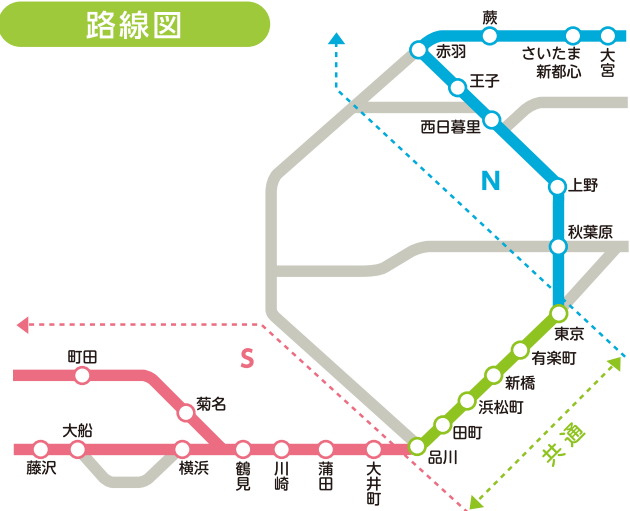 路線図
蕨
赤羽
さいたま
新都心
大宮
王子
西日暮里
N
上野
秋葉原
東京
S
有楽町
町田
新橋
菊名
浜松町
大船
田町
共通
品川
藤沢
横浜
鶴見
川崎
蒲田
大井町